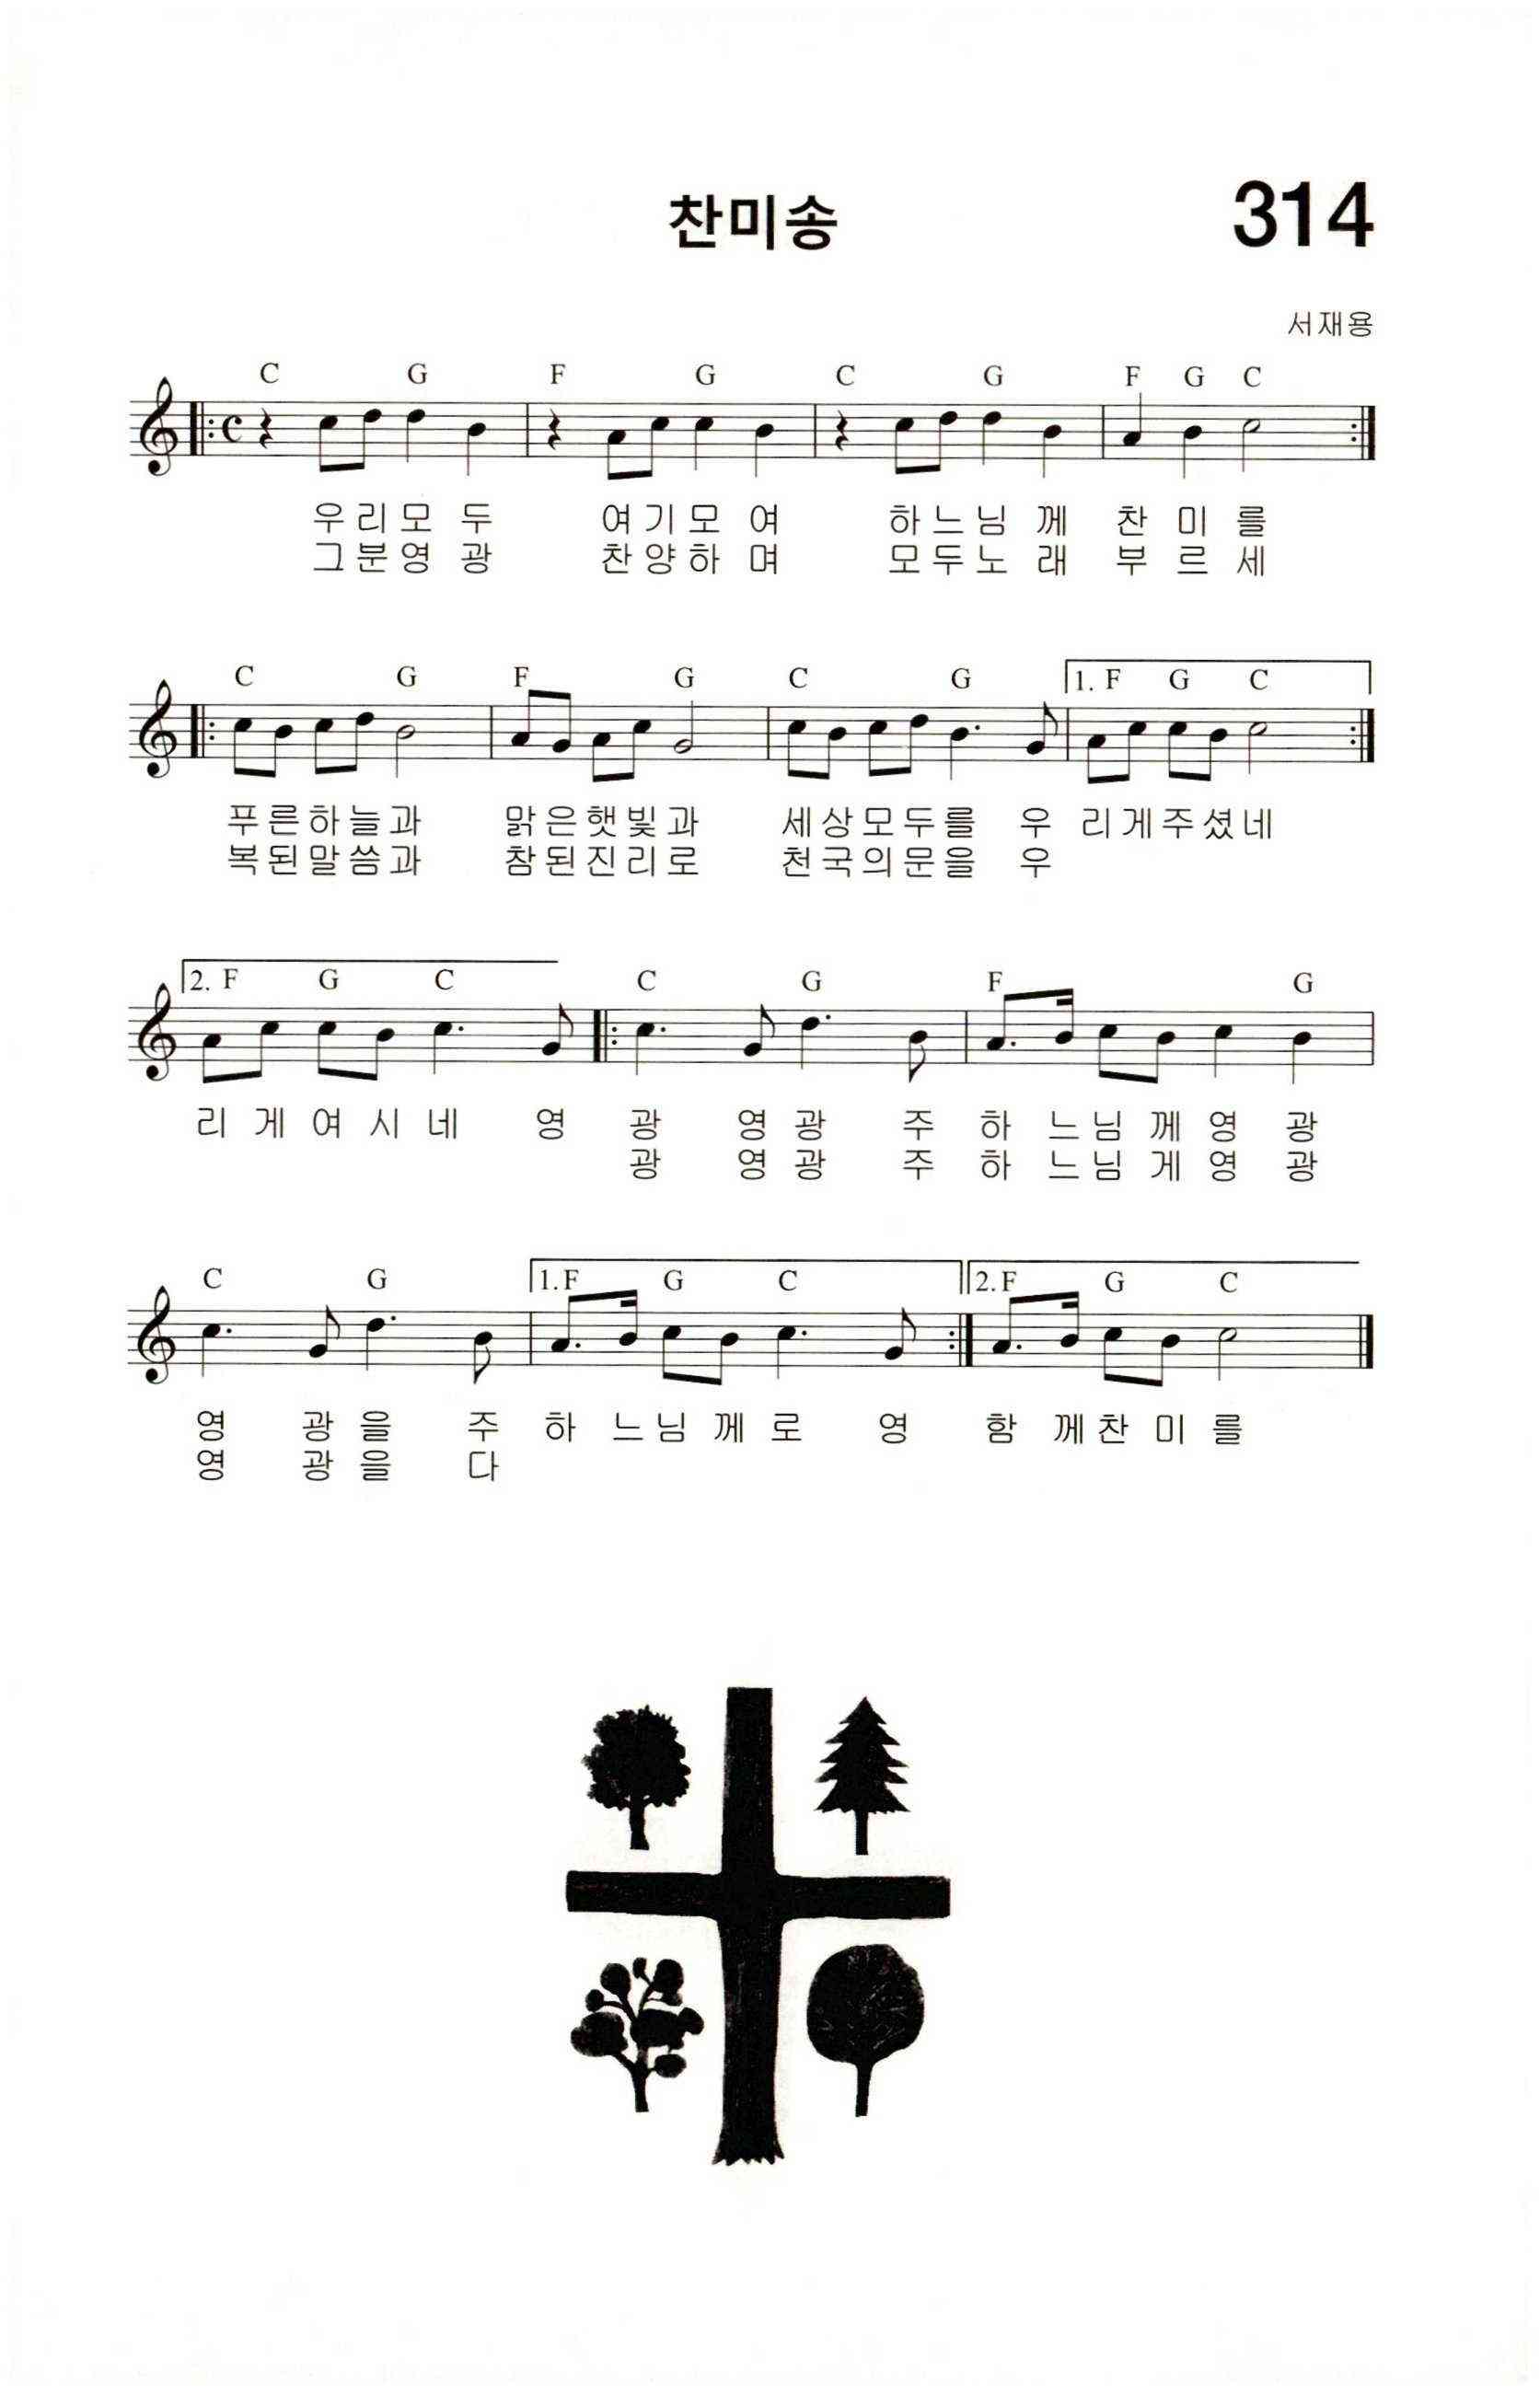 찬미송
314
서재용
C G F G C G F G C
우리모 두 여기모 여 하느님 께 찬 미 를
그분영 광 찬양하 며 모두노 래 부 르 세
C G F G C G 1. F G C
푸른하늘과 맑은햇빛과 세상모두를 우 리게주셨네
복된말씀과 참된진리로 천국의문을 우
2. F G C C G F G
리 게 여 시 네 영 광 영 광 주 하 느 님 께 영 광
광 영 광 주 하 느 님 게 영 광
C G 1.F G C 2.F G C
영 광 을 주 하 느 님 께 로 영 함 께 찬 미 를
영 광 을 다